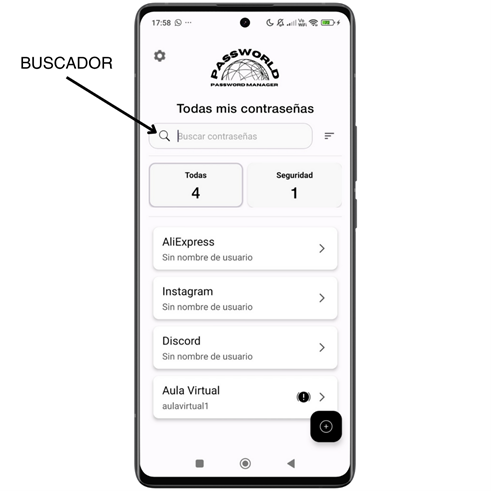 17:58
BUSCADOR
PASSWORLD
PASSWORD MANAGER
Todas mis contraseñas
Buscar contraseñas
Todas
4
Seguridad
1
AliExpress
Sin nombre de usuario
Instagram
Sin nombre de usuario
Discord
Sin nombre de usuario
Aula Virtual
aulavirtual1